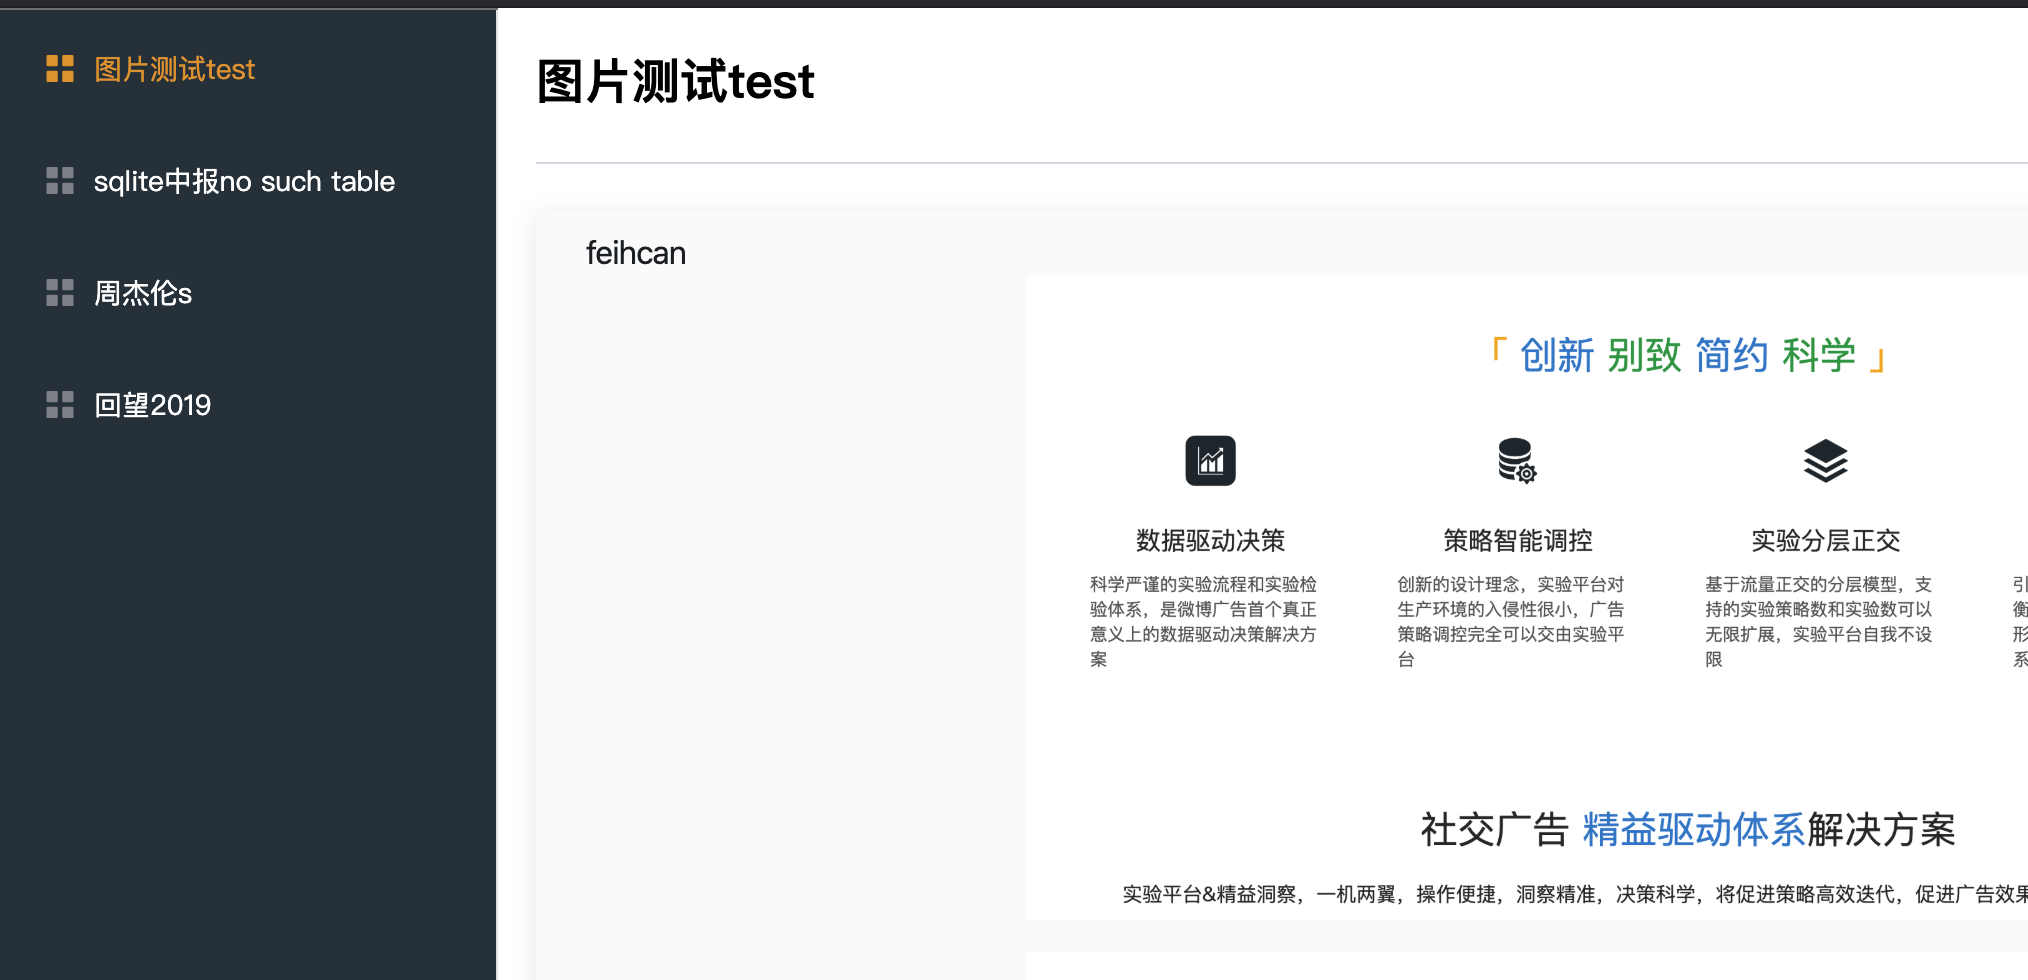 图片测试test
sqlite中报no such table
周杰伦s
回望2019
图片测试test
feihcan
「 创新 别致 简约 科学 」
数据驱动决策
科学严谨的实验流程和实验检
验体系，是微博广告首个真正
意义上的数据驱动决策解决方
案
策略智能调控
创新的设计理念，实验平台对
生产环境的入侵性很小，广告
策略调控完全可以交由实验平
台
实验分层正交
基于流量正交的分层模型，支
持的实验策略数和实验数可以
无限扩展，实验平台自我不设
限
引
衡
形
系
社交广告 精益驱动体系解决方案
实验平台&精益洞察，一机两翼，操作便捷，洞察精准，决策科学，将促进策略高效迭代，促进广告效果